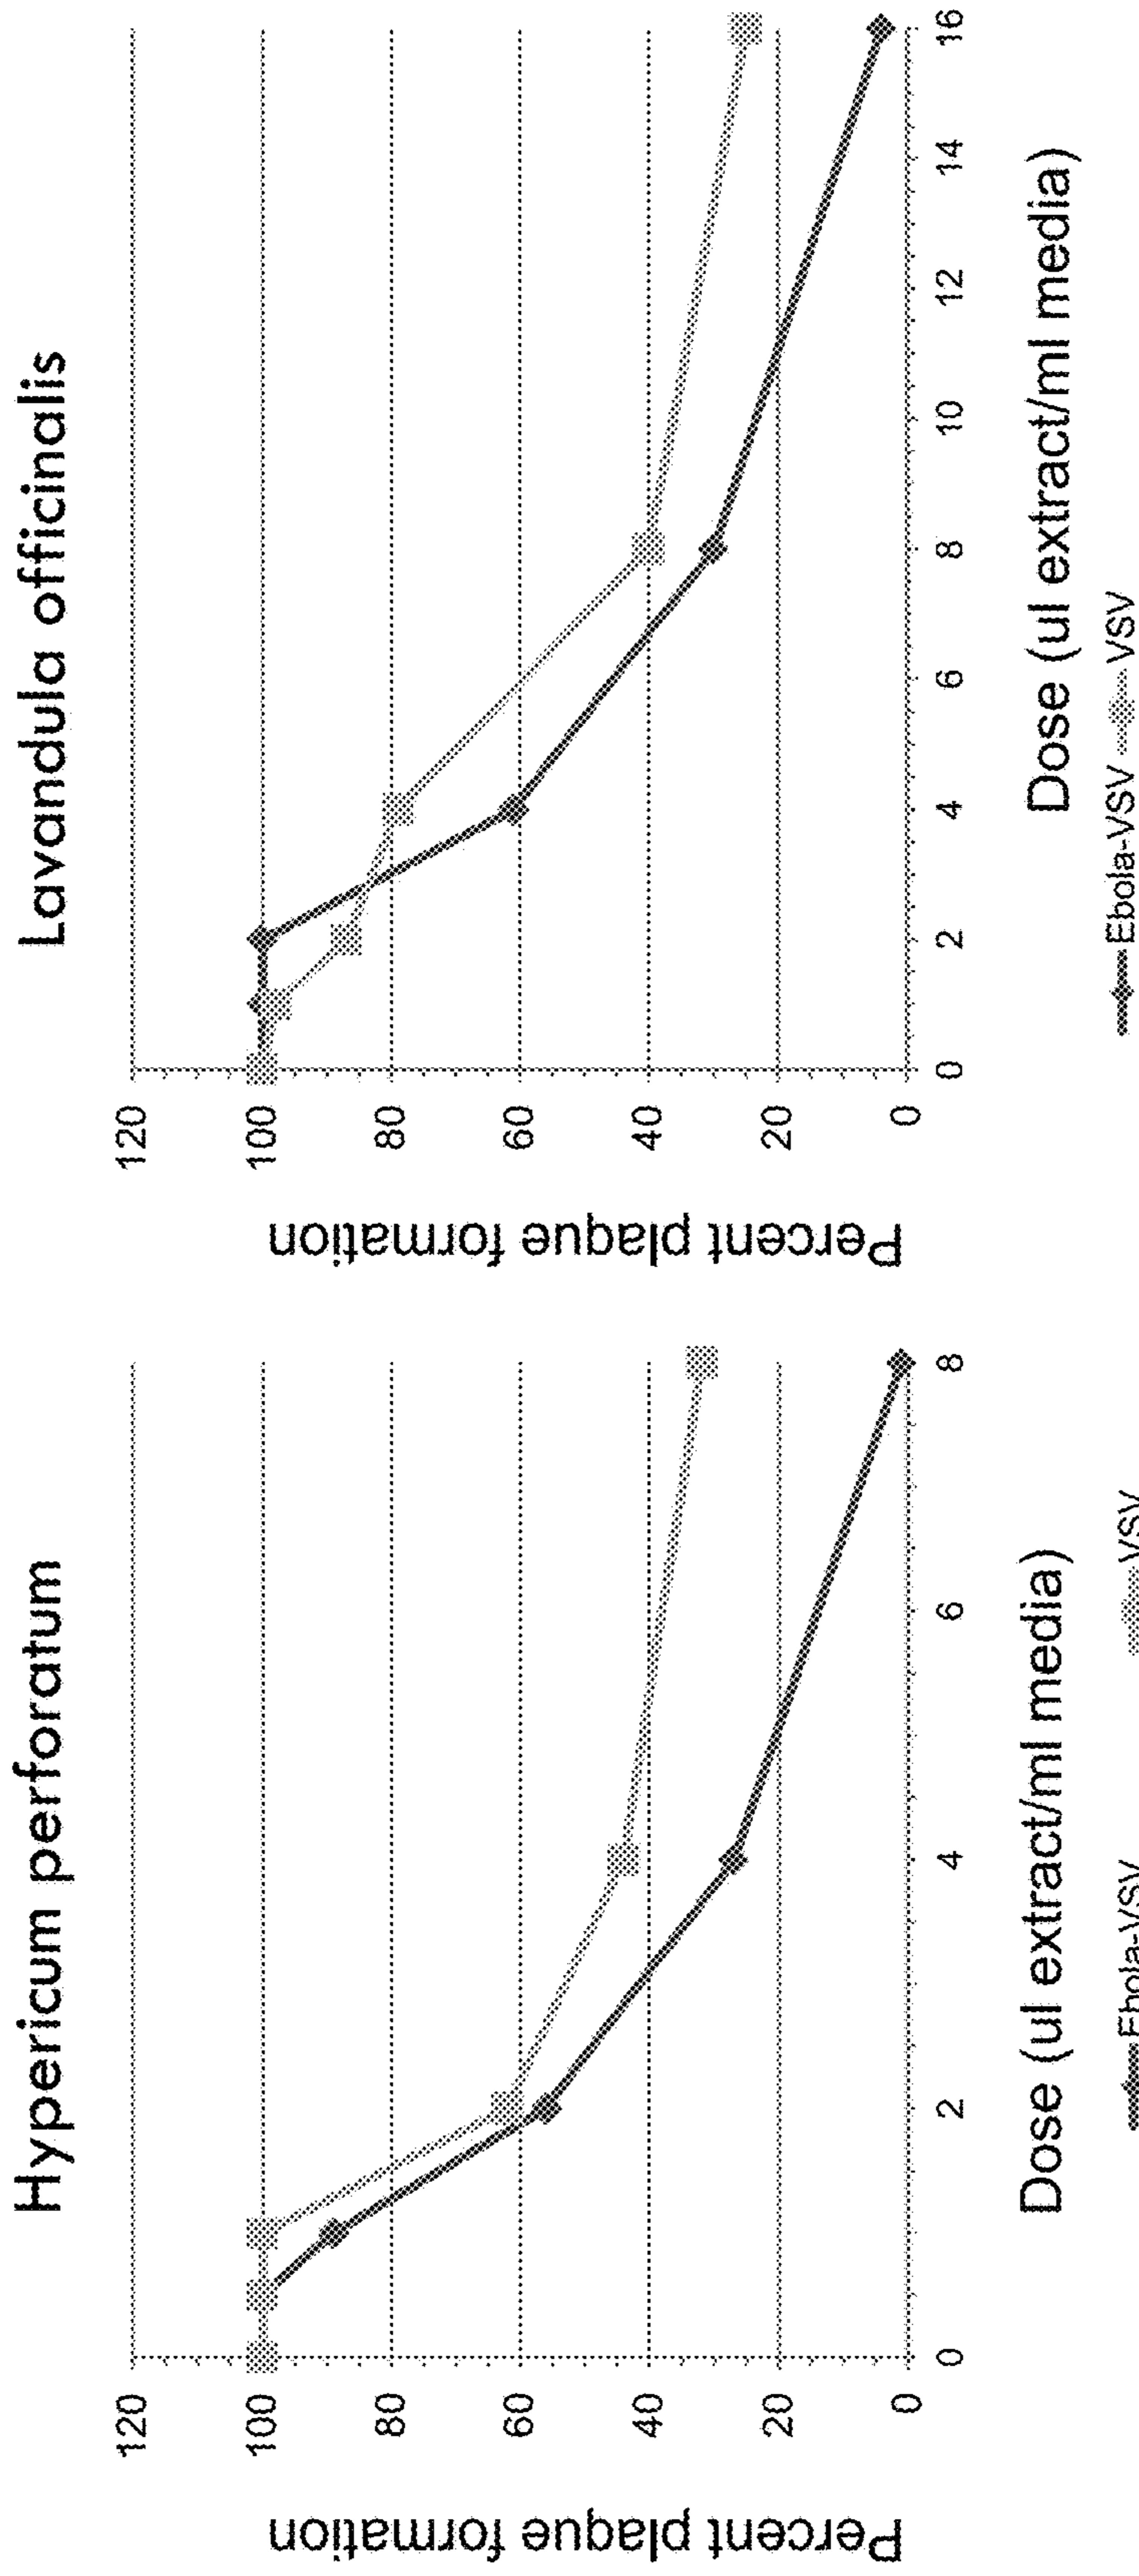 Hypericum perforatum
Percent plaque formation
120
100
80
60
40
20
0
0 2 4 6 8
Dose (ul extract/ml media)
Ebola-VSV VSV
Lavandula officinalis
Percent plaque formation
120
100
80
60
40
20
0
0 2 4 6 8 10 12 14 16
Dose (ul extract/ml media)
Ebola-VSV VSV